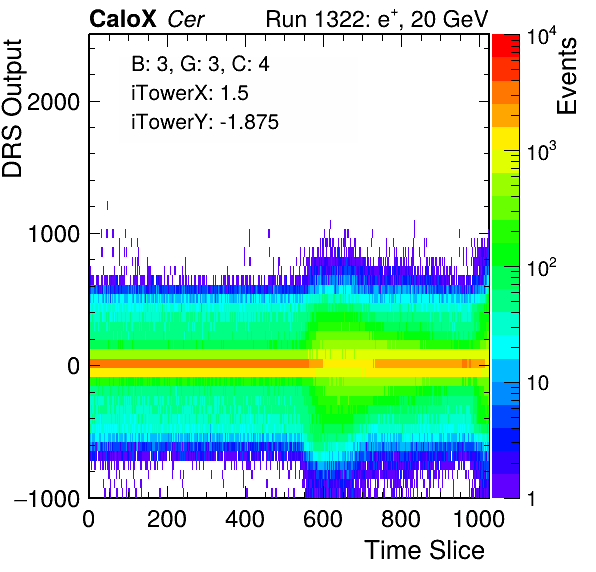 CaloX Cer
Run 1322: e⁺, 20 GeV
B: 3, G: 3, C: 4
iTowerX: 1.5
iTowerY: -1.875
DRS Output
2000
1000
0
−1000
0 200 400 600 800 1000
Time Slice
Events
10⁴
10³
10²
10
1